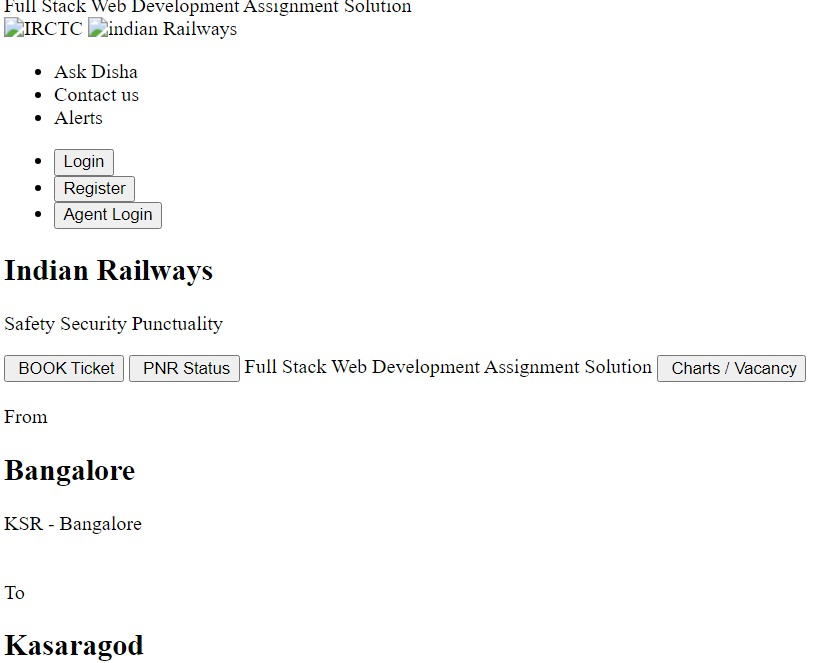 Full Stack Web Development Assignment Solution
IRCTC indian Railways
Ask Disha
Contact us
Alerts
Login
Register
Agent Login
Indian Railways
Safety Security Punctuality
BOOK Ticket PNR Status Full Stack Web Development Assignment Solution Charts / Vacancy
From
Bangalore
KSR - Bangalore
To
Kasaragod